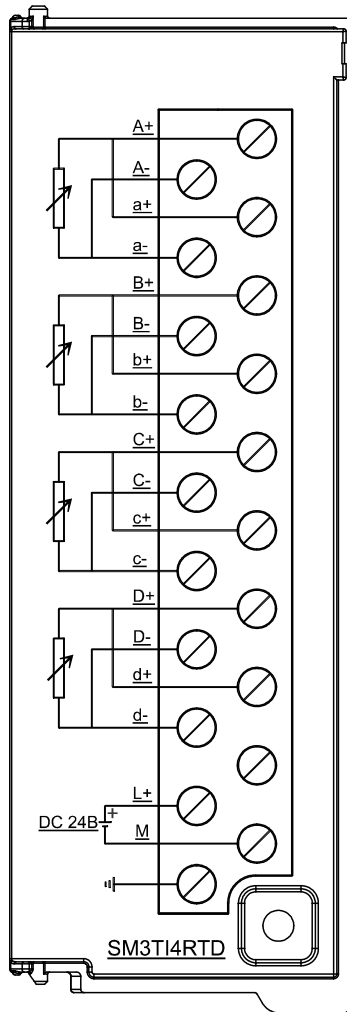 A+
A-
a+
a-
B+
B-
b+
b-
C+
C-
c+
c-
D+
D-
d+
d-
L+
+
DC 24B
M
SM3TI4RTD